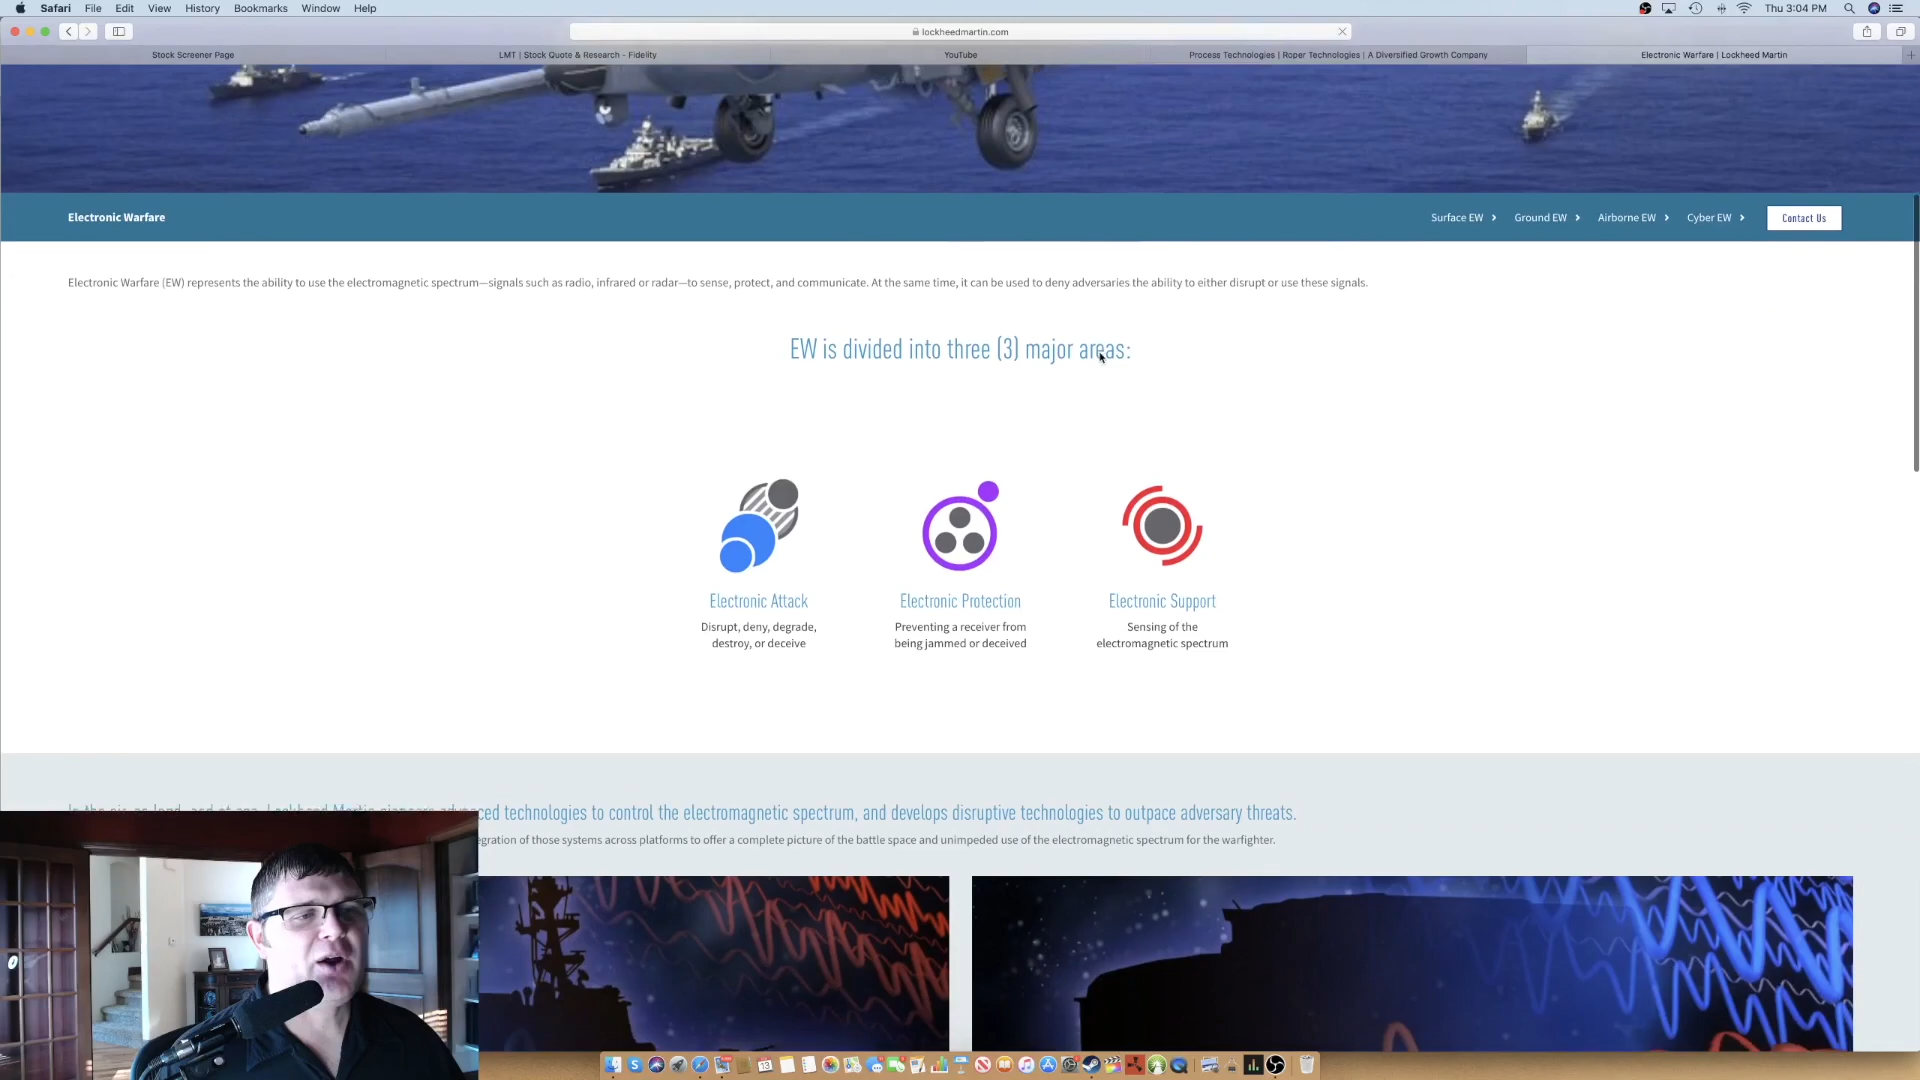 Safari File Edit View History Bookmarks Window Help Thu 3:04 PM
lockheedmartin.com
Stock Screener Page LMT | Stock Quote & Research - Fidelity YouTube Process Technologies | Roper Technologies | A Diversified Growth Company Electronic Warfare | Lockheed Martin
Electronic Warfare Surface EW Ground EW Airborne EW Cyber EW Contact Us
Electronic Warfare (EW) represents the ability to use the electromagnetic spectrum—signals such as radio, infrared or radar—to sense, protect, and communicate. At the same time, it can be used to deny adversaries the ability to either disrupt or use these signals.
EW is divided into three (3) major areas:
Electronic Attack
Disrupt, deny, degrade,
destroy, or deceive
Electronic Protection
Preventing a receiver from
being jammed or deceived
Electronic Support
Sensing of the
electromagnetic spectrum
technologies to control the electromagnetic spectrum, and develops disruptive technologies to outpace adversary threats.
of those systems across platforms to offer a complete picture of the battle space and unimpeded use of the electromagnetic spectrum for the warfighter.